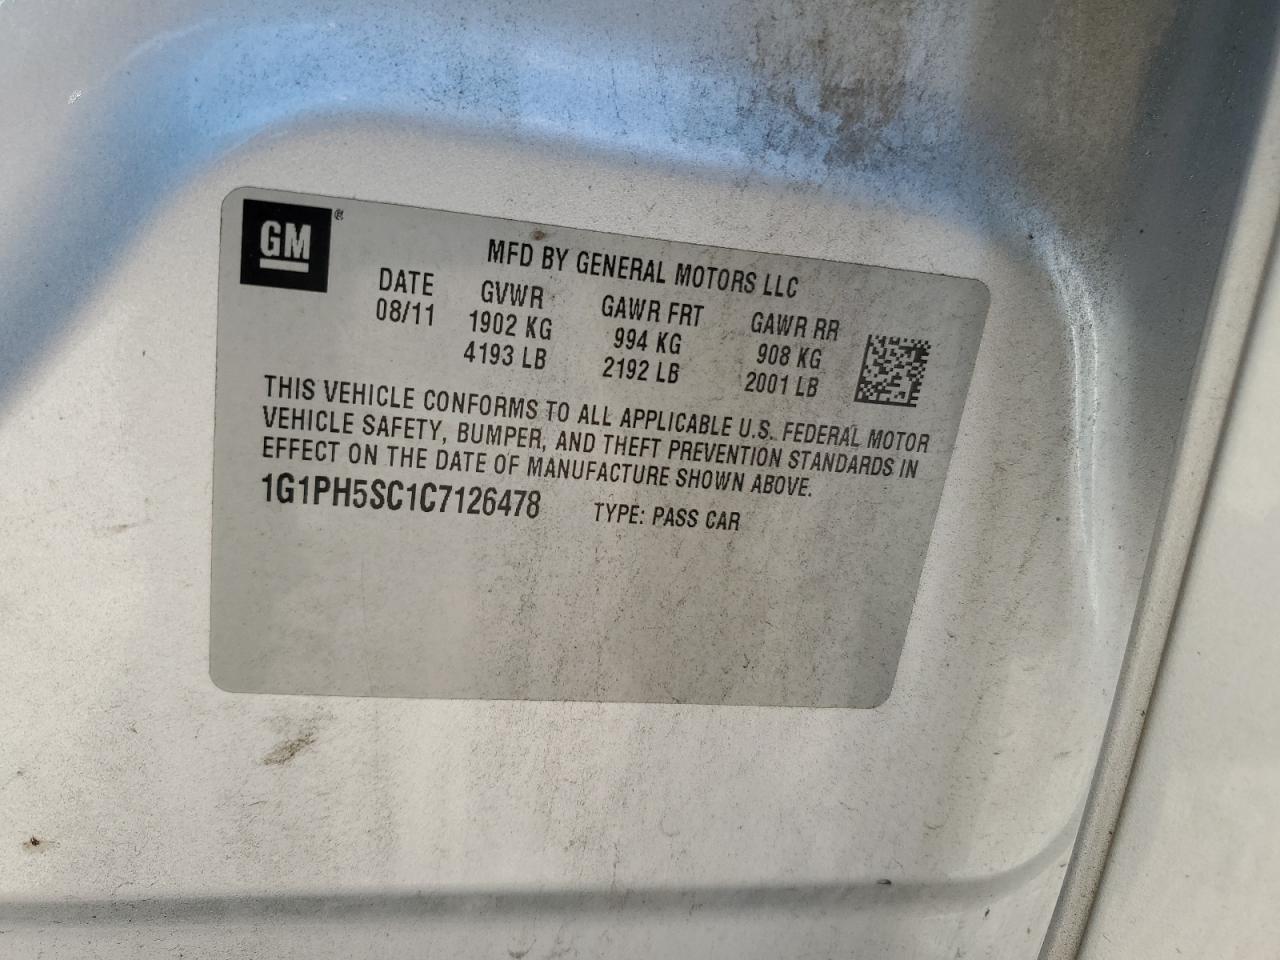 GM®
MFD BY GENERAL MOTORS LLC
DATE GVWR GAWR FRT GAWR RR
08/11 1902 KG 994 KG 908 KG
4193 LB 2192 LB 2001 LB
THIS VEHICLE CONFORMS TO ALL APPLICABLE U.S. FEDERAL MOTOR
VEHICLE SAFETY, BUMPER, AND THEFT PREVENTION STANDARDS IN
EFFECT ON THE DATE OF MANUFACTURE SHOWN ABOVE.
1G1PH5SC1C7126478 TYPE: PASS CAR